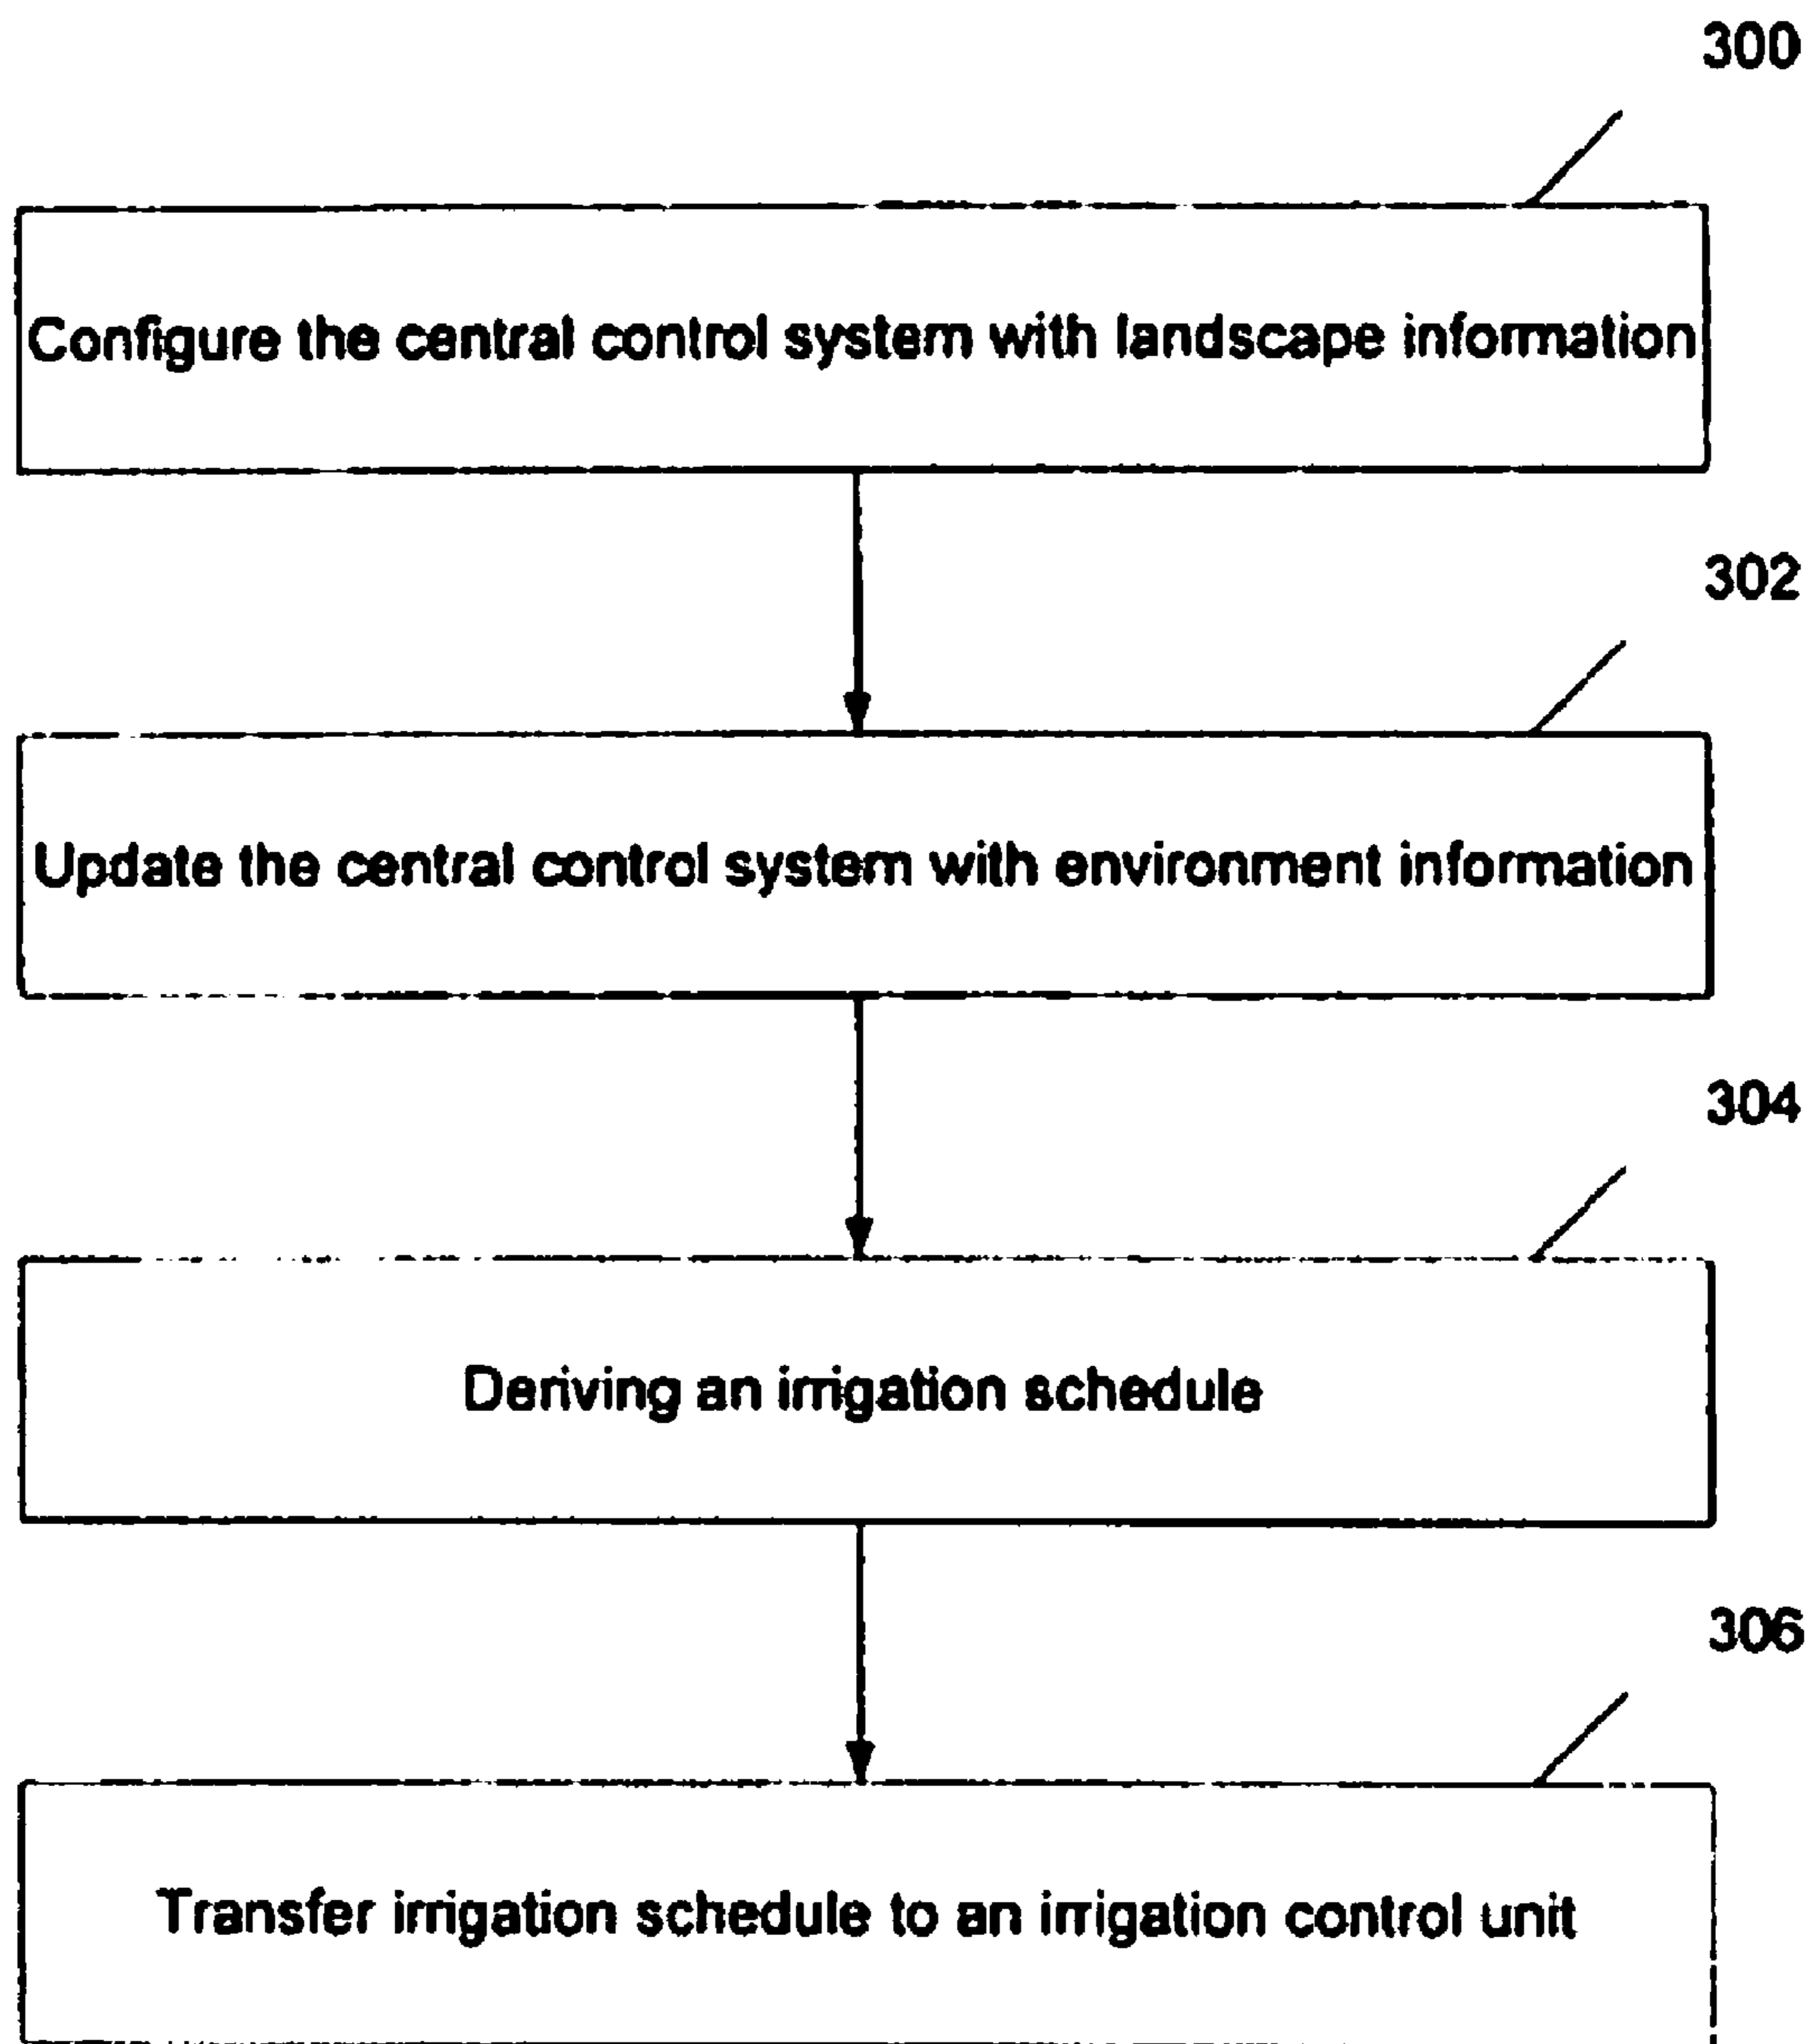 300
Configure the central control system with landscape information
302
Update the central control system with environment information
304
Deriving an irrigation schedule
306
Transfer irrigation schedule to an irrigation control unit